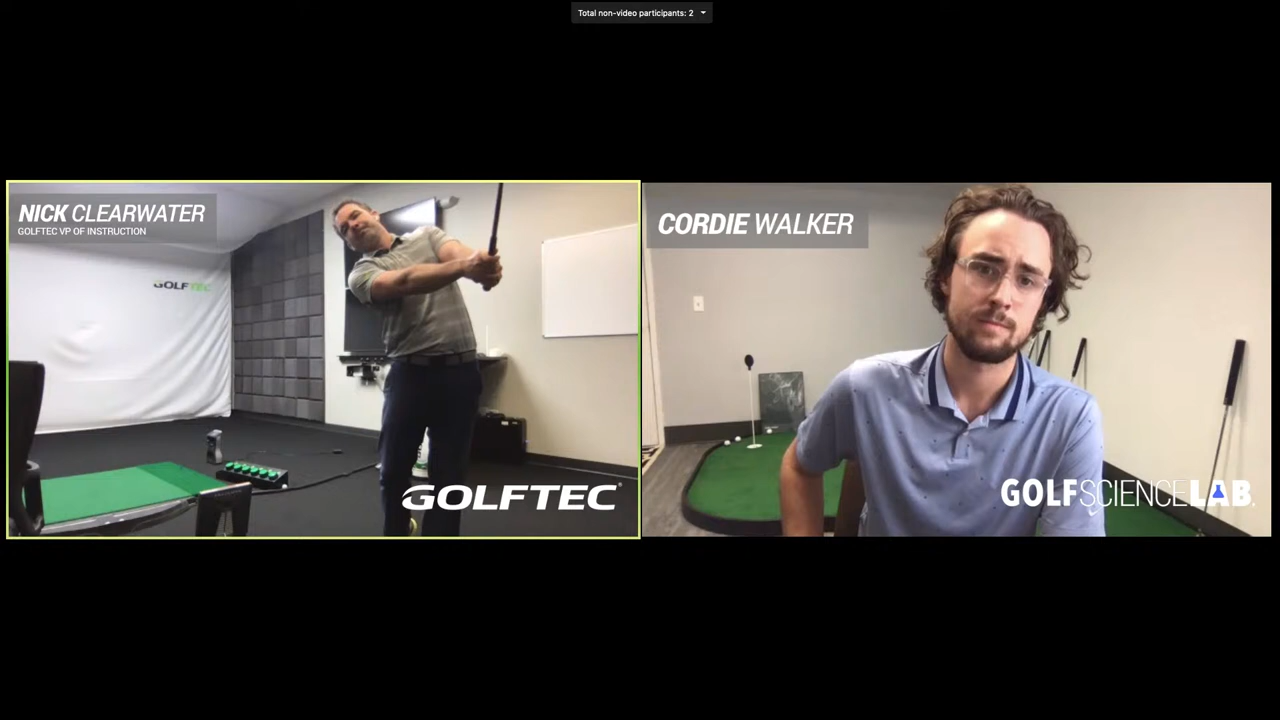 Total non-video participants: 2
NICK CLEARWATER
GOLFTEC VP OF INSTRUCTION
GOLFTEC
GOLFTEC®
CORDIE WALKER
GOLFSCIENCELAB.